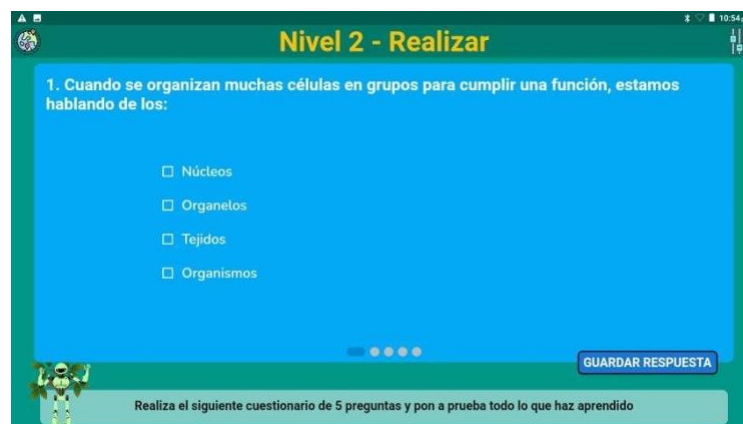 10:54
Nivel 2 - Realizar
1. Cuando se organizan muchas células en grupos para cumplir una función, estamos
hablando de los:
Núcleos
Organelos
Tejidos
Organismos
GUARDAR RESPUESTA
Realiza el siguiente cuestionario de 5 preguntas y pon a prueba todo lo que haz aprendido